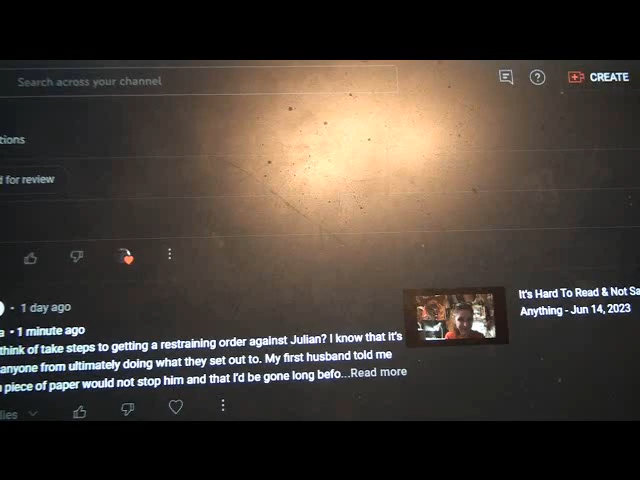 Search across your channel
CREATE
tions
d for review
1 day ago
a • 1 minute ago
think of take steps to getting a restraining order against Julian? I know that it's
anyone from ultimately doing what they set out to. My first husband told me
piece of paper would not stop him and that I'd be gone long befo...Read more
It's Hard To Read & Not Sa
Anything - Jun 14, 2023
lies